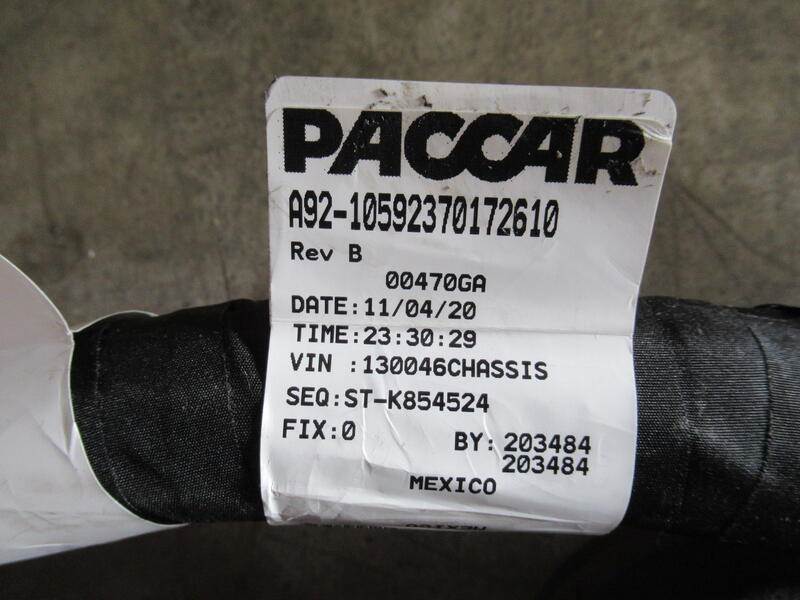 PACCAR
A92-10592370172610
Rev B
00470GA
DATE:11/04/20
TIME:23:30:29
VIN :130046CHASSIS
SEQ:ST-K854524
FIX:0 BY: 203484
203484
MEXICO